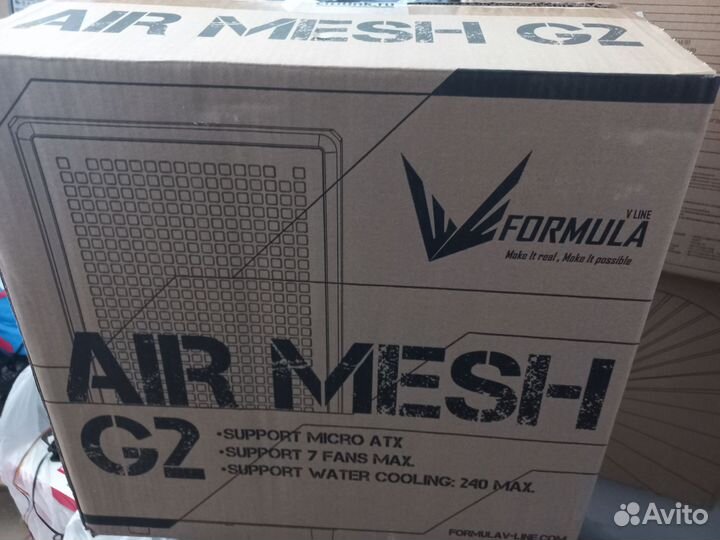 AIR MESH G2
V LINE
FORMULA
Make It real, Make It possible
AIR MESH
G2
•SUPPORT MICRO ATX
•SUPPORT 7 FANS MAX.
•SUPPORT WATER COOLING: 240 MAX.
FORMULAV-LINE.COM
Avito